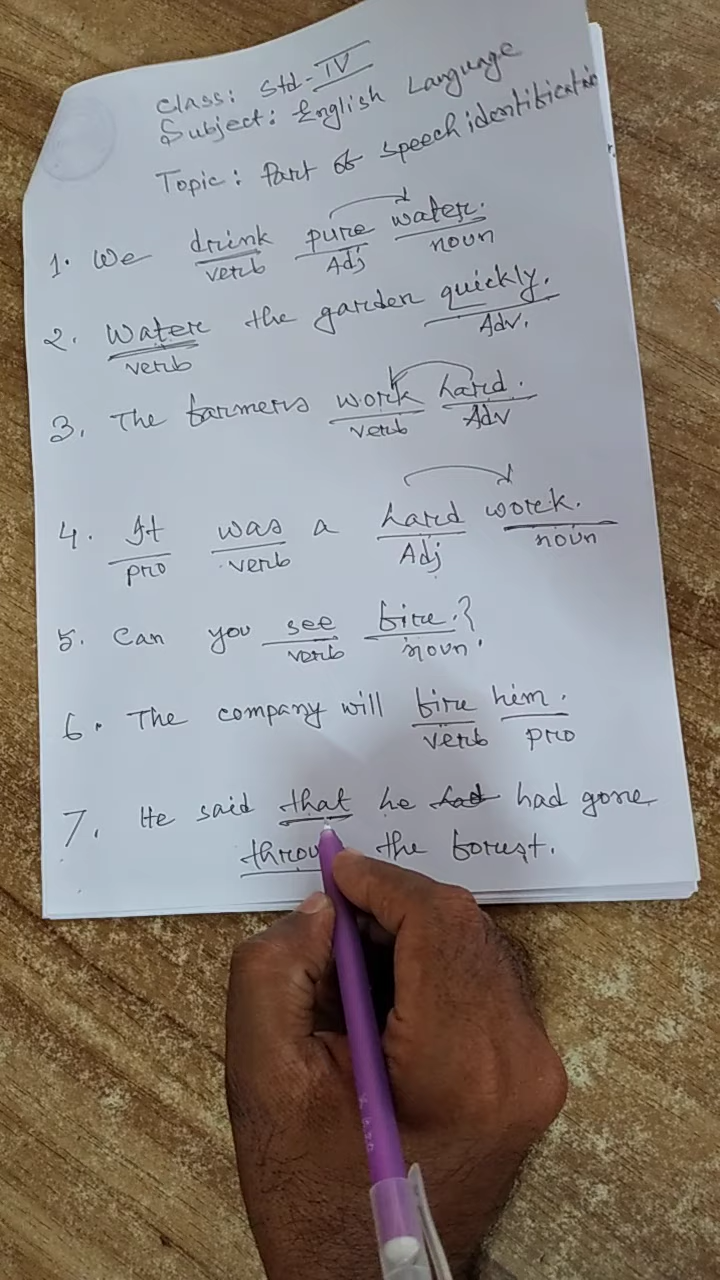 Class: Std-IV
Subject: English Language
Topic: Part of Speech identification
1. We drink pure water.
verb Adj noun
2. Water the garden quickly.
verb Adv.
3. The farmers work hard.
verb Adv
4. It was a hard work.
pro verb Adj noun
5. Can you see fire.?
verb noun.
6. The company will fire him.
verb pro
7. He said that he had had gone
the forest.